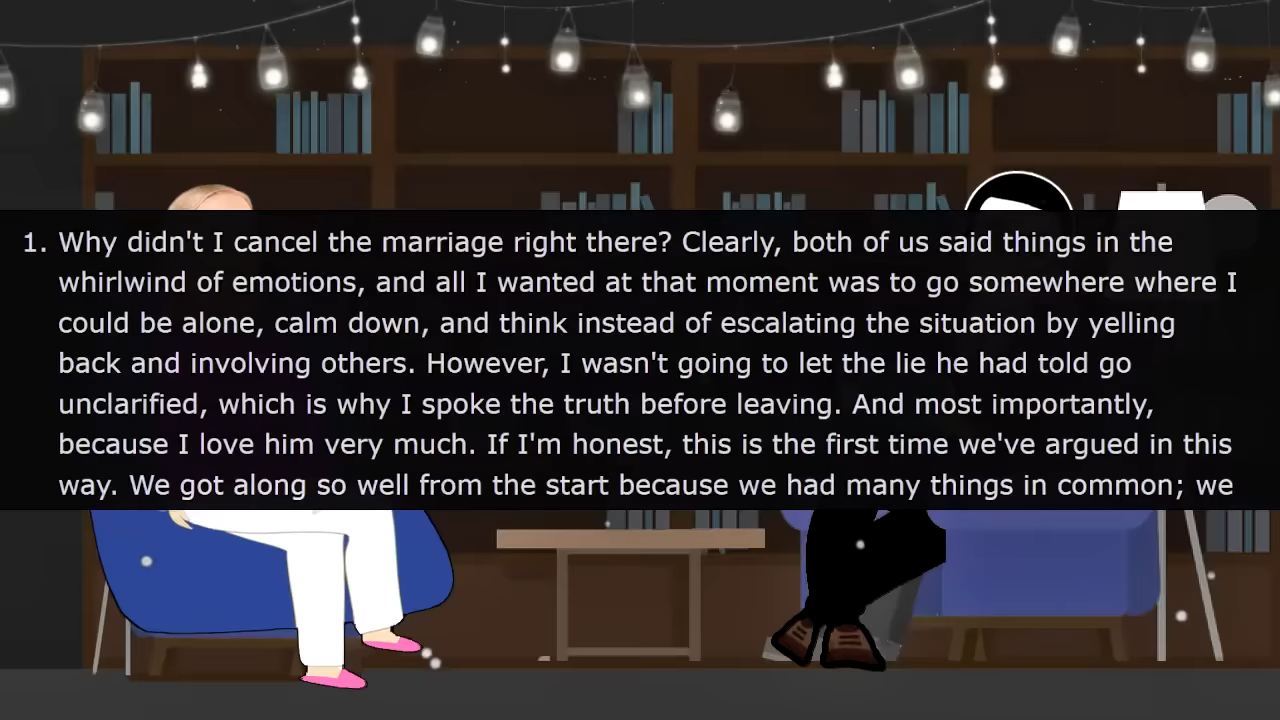 1. Why didn't I cancel the marriage right there? Clearly, both of us said things in the
whirlwind of emotions, and all I wanted at that moment was to go somewhere where I
could be alone, calm down, and think instead of escalating the situation by yelling
back and involving others. However, I wasn't going to let the lie he had told go
unclarified, which is why I spoke the truth before leaving. And most importantly,
because I love him very much. If I'm honest, this is the first time we've argued in this
way. We got along so well from the start because we had many things in common; we